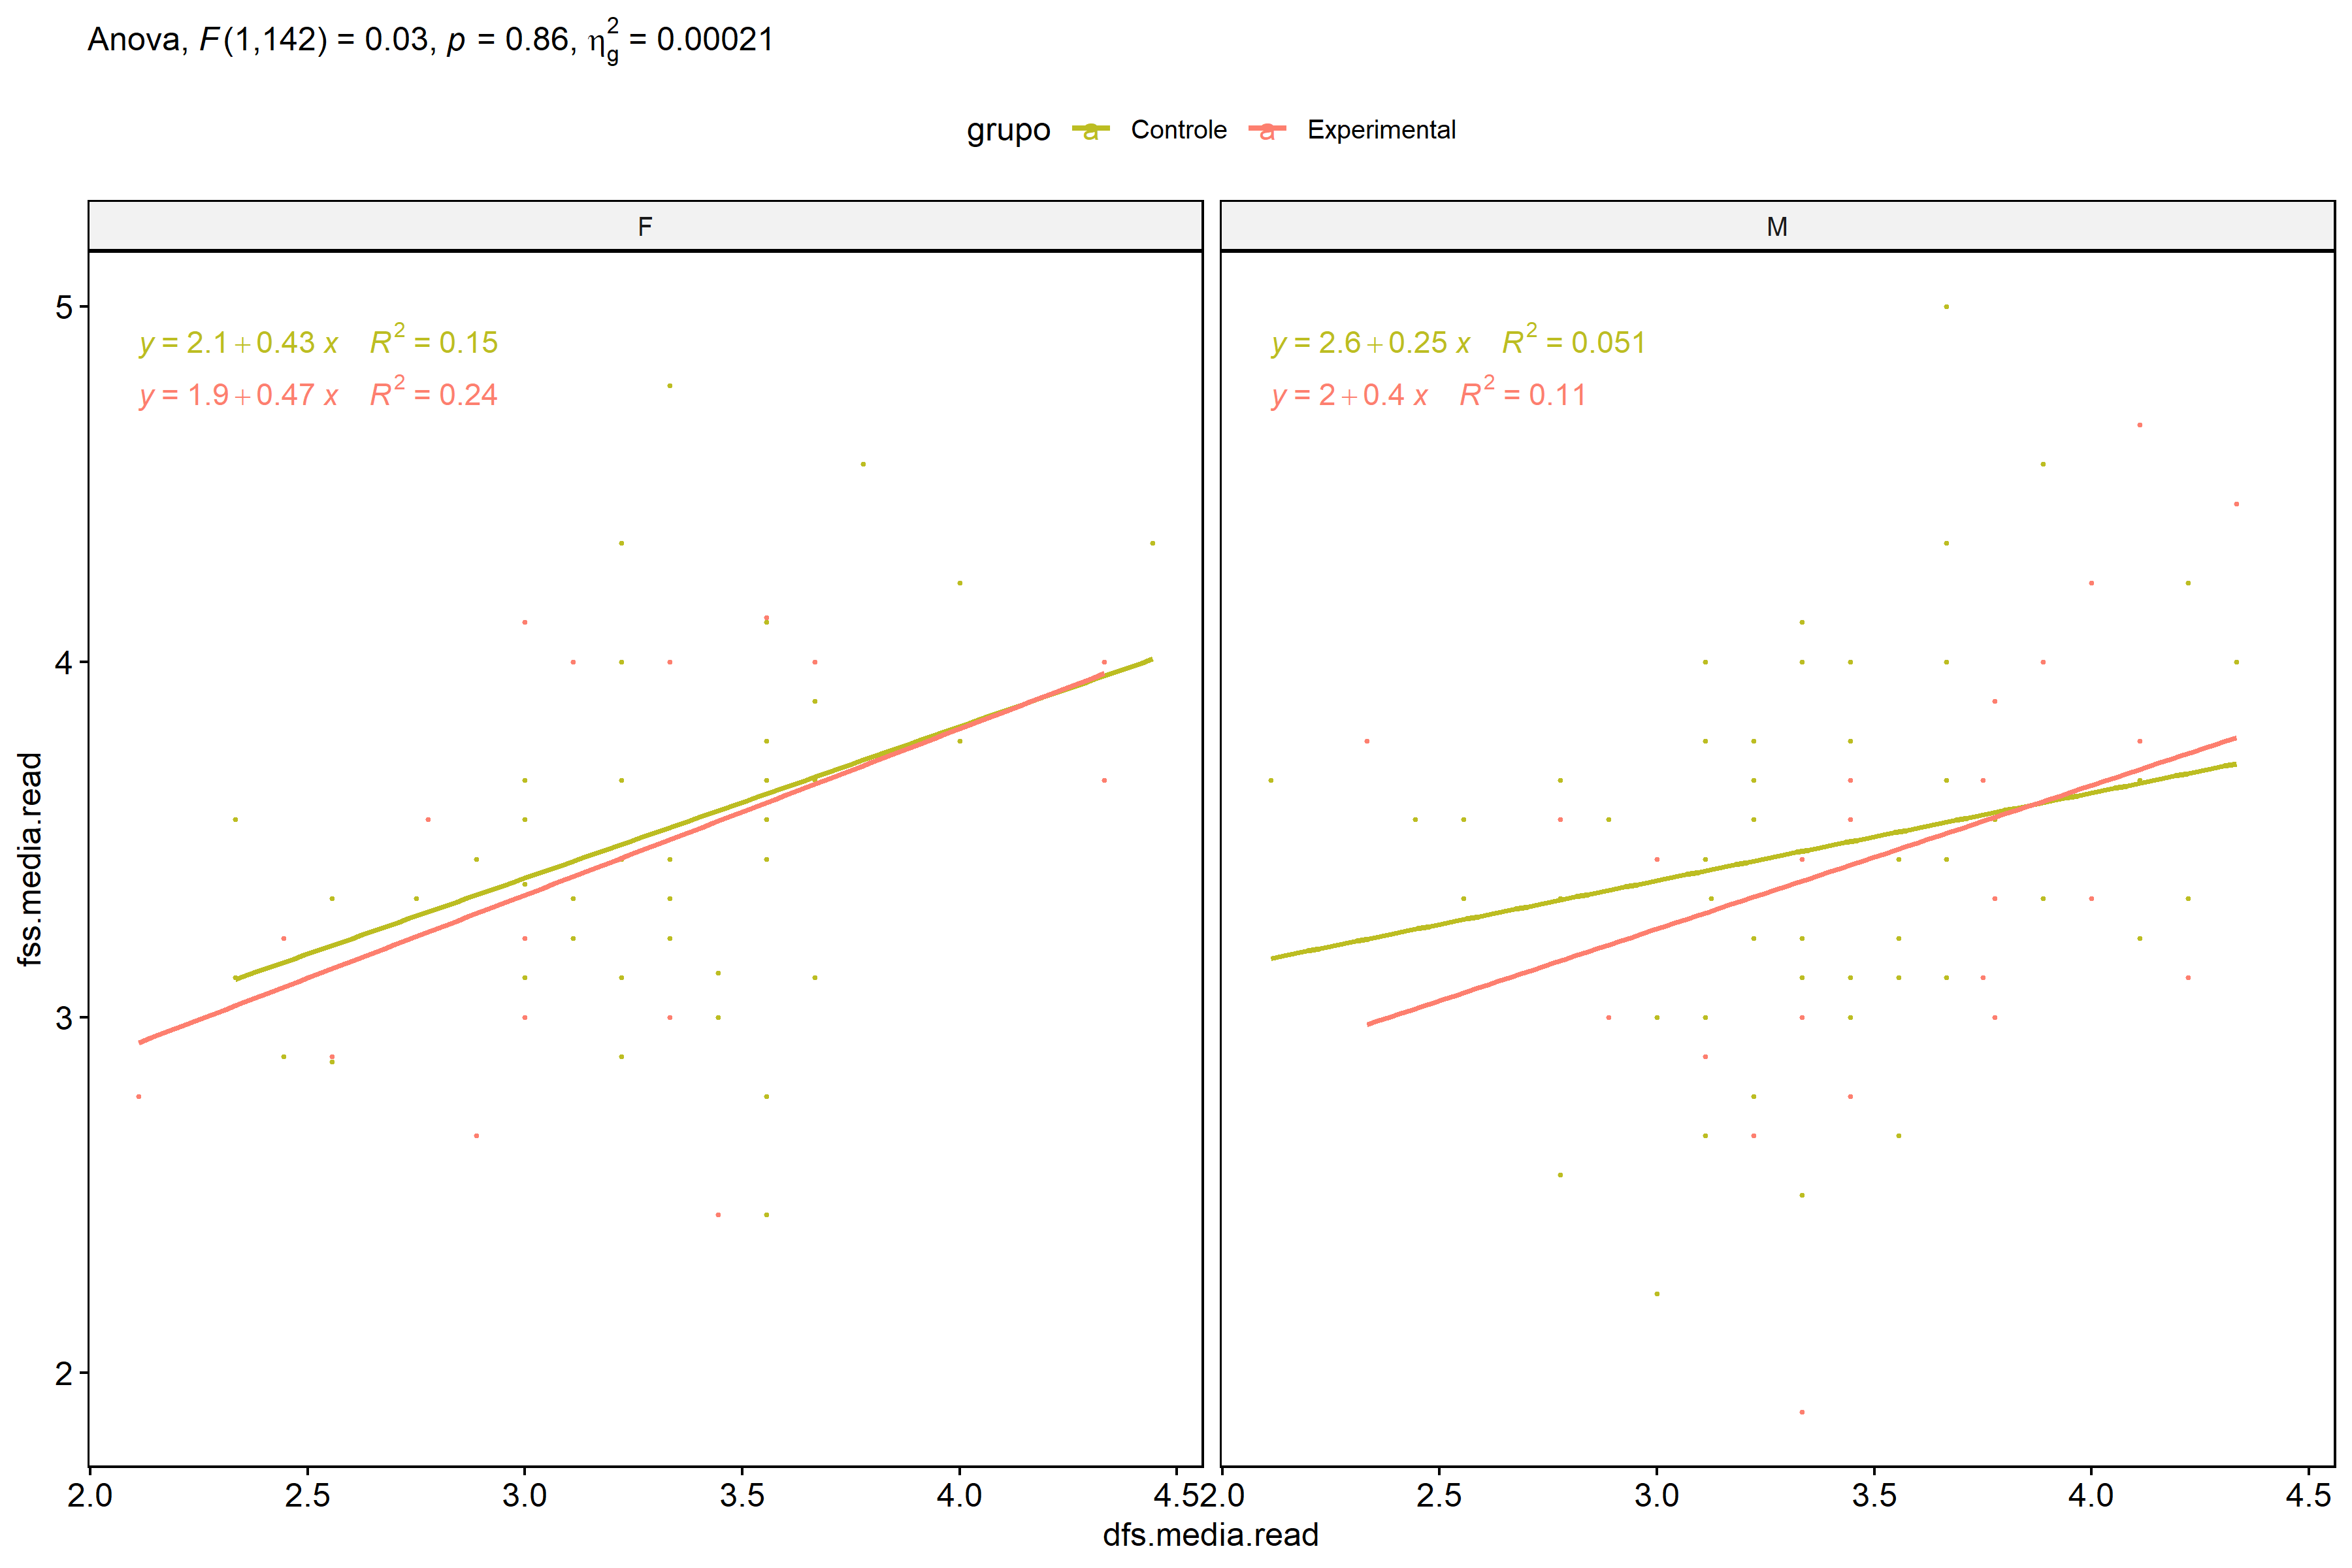 Anova, F(1,142) = 0.03, p = 0.86, η²g = 0.00021
grupo a Controle a Experimental
F
M
y = 2.1 + 0.43 x R² = 0.15
y = 1.9 + 0.47 x R² = 0.24
y = 2.6 + 0.25 x R² = 0.051
y = 2 + 0.4 x R² = 0.11
5
4
3
2
fss.media.read
2.0 2.5 3.0 3.5 4.0 4.5
2.0 2.5 3.0 3.5 4.0 4.5
dfs.media.read